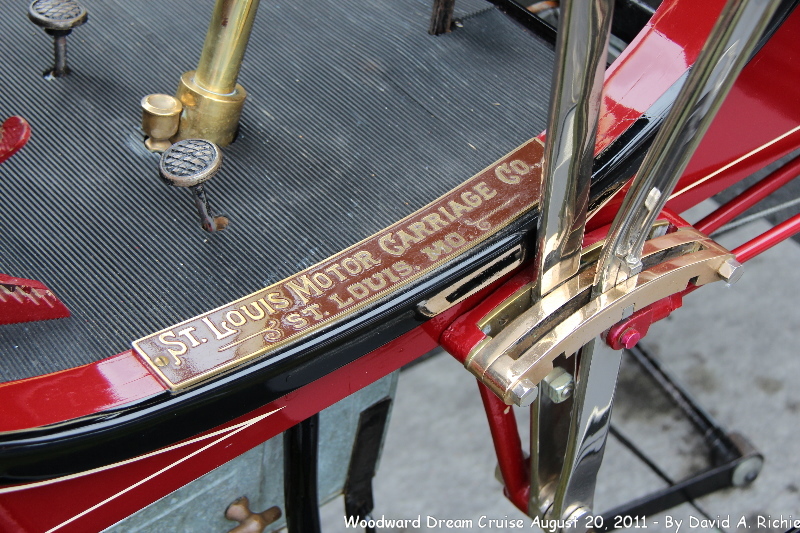 St. Louis Motor Carriage Co.
St. Louis. Mo.
Woodward Dream Cruise August 20, 2011 - By David A. Richie